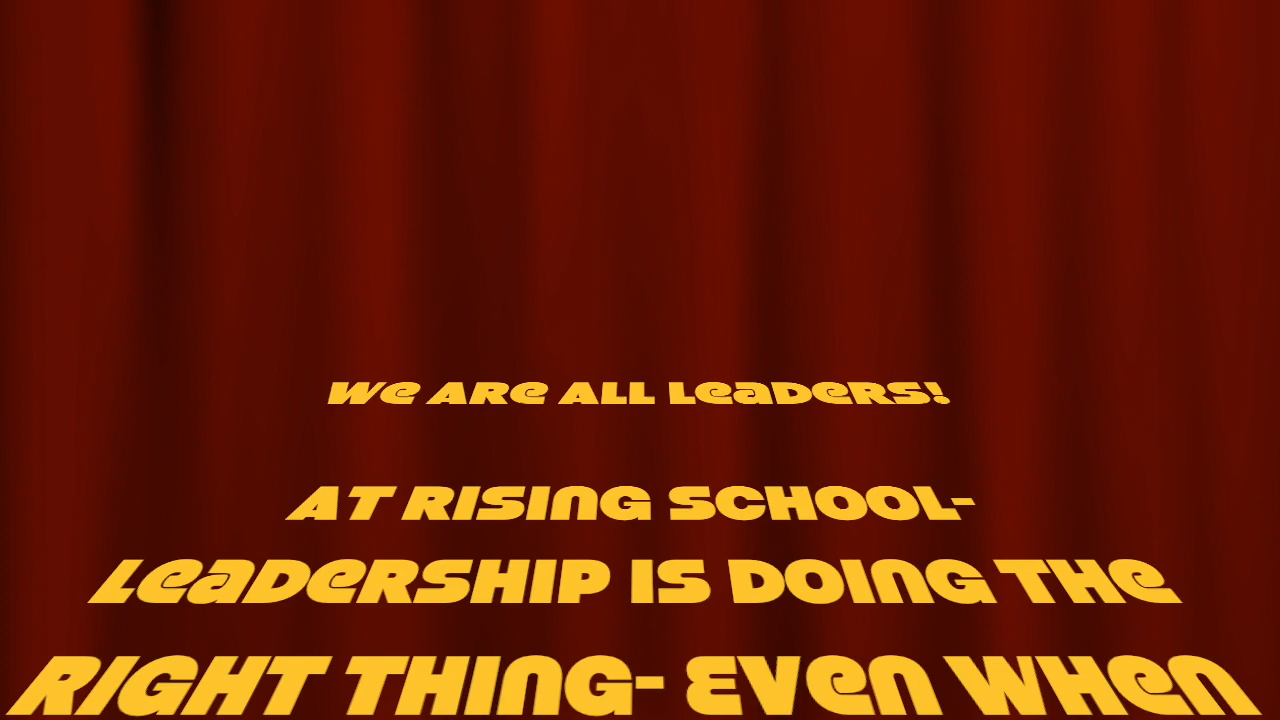 We ARe ALL LeaDeRS!
AT RISING SCHOOL-
LeaDeRSHIP IS DOING THe
RIGHT THING- EVeN WHeN